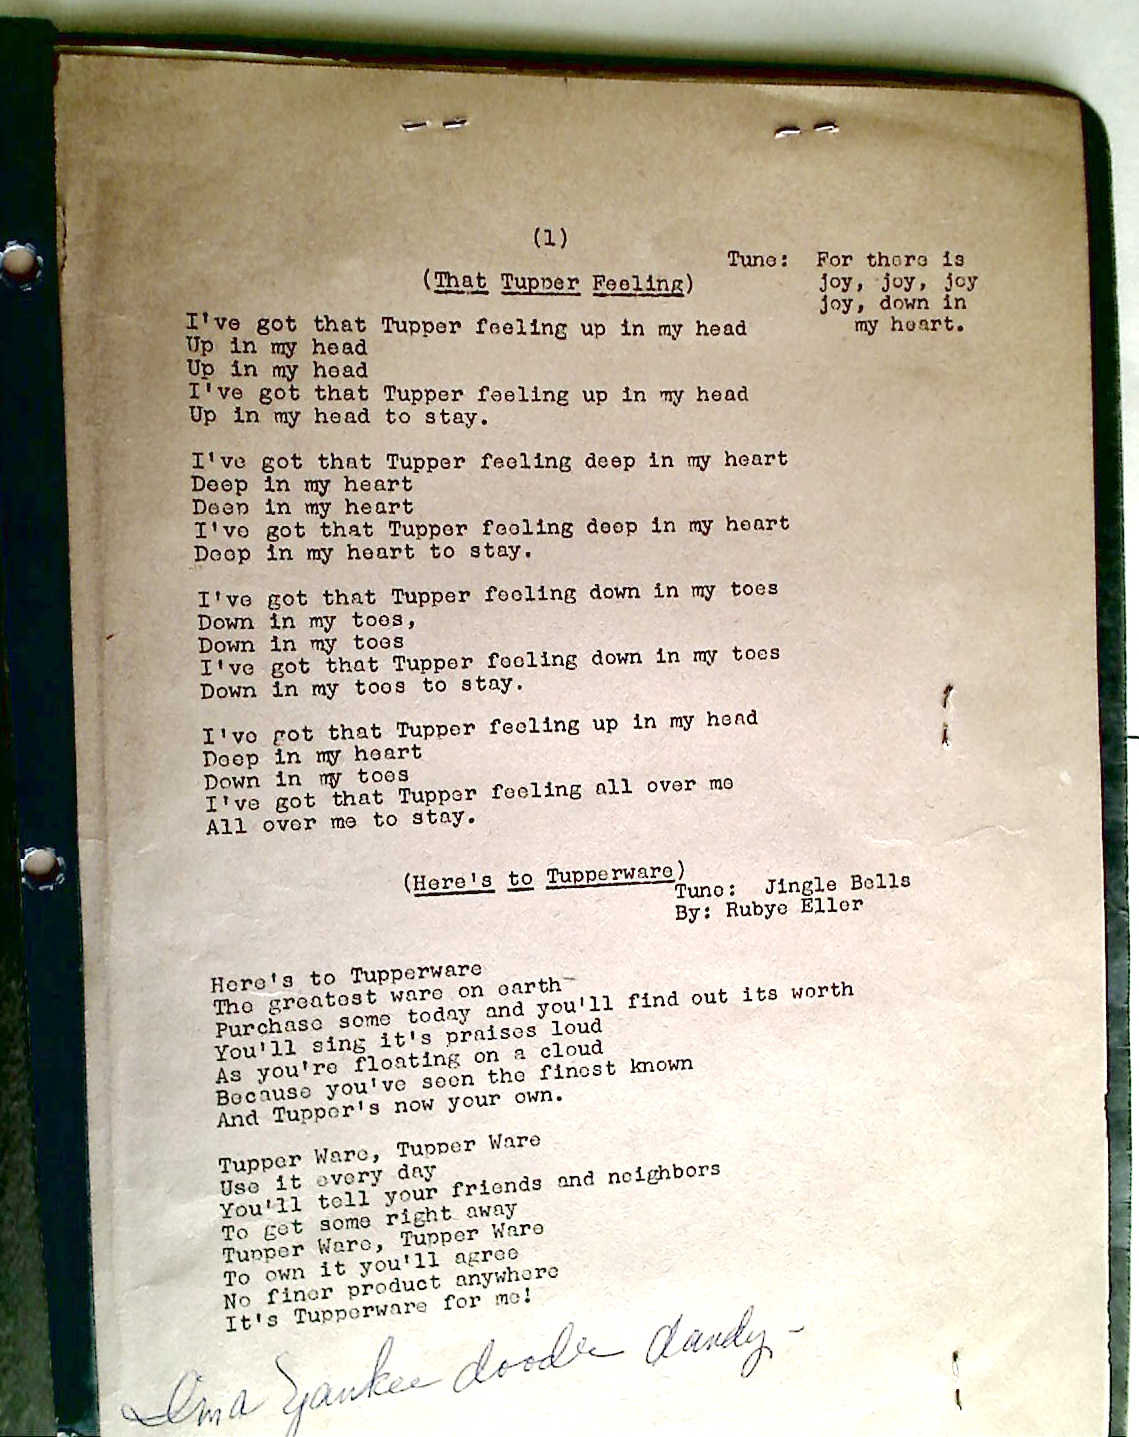 (1)
(That Tupper Feeling)
Tune: For there is
joy, joy, joy
joy, down in
my heart.
I've got that Tupper feeling up in my head
Up in my head
Up in my head
I've got that Tupper feeling up in my head
Up in my head to stay.
I've got that Tupper feeling deep in my heart
Deep in my heart
Deep in my heart
I've got that Tupper feeling deep in my heart
Deep in my heart to stay.
I've got that Tupper feeling down in my toes
Down in my toes,
Down in my toes
I've got that Tupper feeling down in my toes
Down in my toes to stay.
I've got that Tupper feeling up in my head
Deep in my heart
Down in my toes
I've got that Tupper feeling all over me
All over me to stay.
(Here's to Tupperware)
Tune: Jingle Bells
By: Rubye Eller
Here's to Tupperware
The greatest ware on earth
Purchase some today and you'll find out its worth
You'll sing it's praises loud
As you're floating on a cloud
Because you've seen the finest known
And Tupper's now your own.
Tupper Ware, Tupper Ware
Use it every day
You'll tell your friends and neighbors
To get some right away
Tupper Ware, Tupper Ware
To own it you'll agree
No finer product anywhere
It's Tupperware for me!
I'm a Yankee doodle dandy -